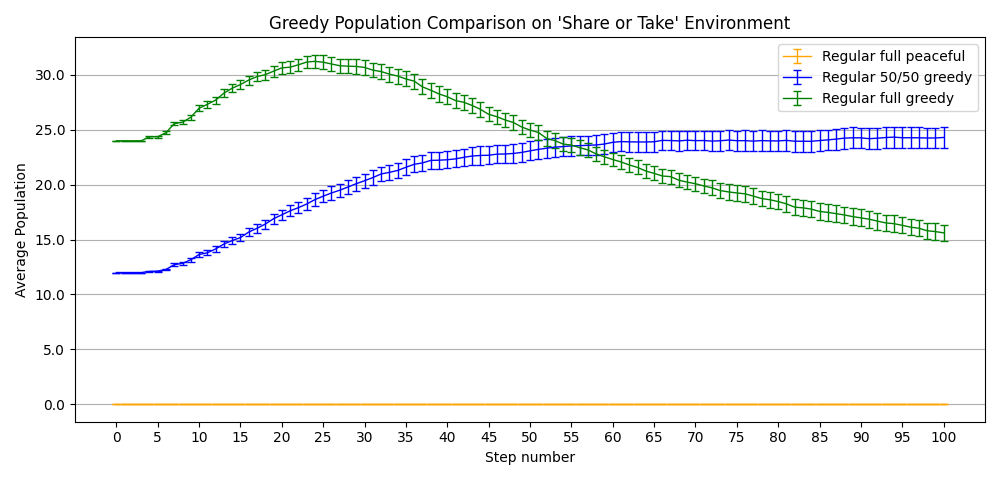 Greedy Population Comparison on 'Share or Take' Environment
Regular full peaceful
Regular 50/50 greedy
Regular full greedy
Average Population
30.0
25.0
20.0
15.0
10.0
5.0
0.0
0 5 10 15 20 25 30 35 40 45 50 55 60 65 70 75 80 85 90 95 100
Step number